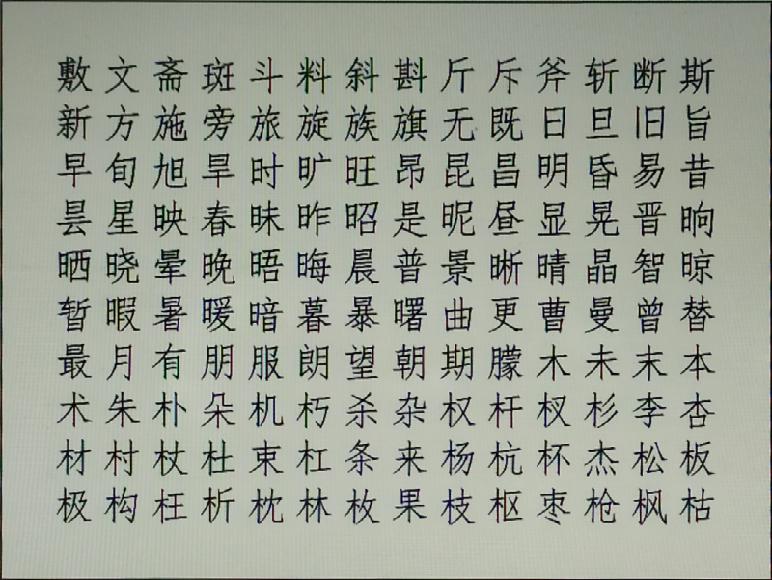 敷文斋斑斗料斜斟斤斥斧斩断斯
新方施旁旅旋族旗无既日旦旧旨
早旬旭旱时旷旺昂昆昌明昏易昔
昙星映春昧昨昭是昵昼显晃晋晌
晒晓晕晚晤晦晨普景晰晴晶智晾
暂暇暑暖暗暮暴曙曲更曹曼曾替
最月有朋服朗望朝期朦木未末本
术朱朴朵机朽杀杂权杆杈杉李杏
材村杖杜束杠条来杨杭杯杰松板
极构枉析枕林枚果枝枢枣枪枫枯